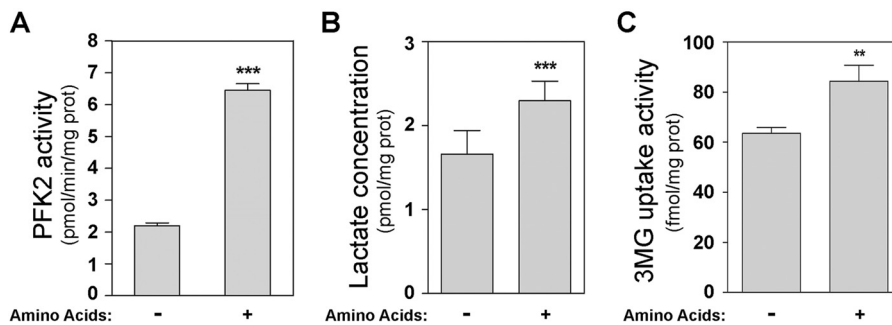 A
PFK2 activity
(pmol/min/mg prot)
8
7
6
5
4
3
2
1
0
***
Amino Acids: - +
B
Lactate concentration
(pmol/mg prot)
3
2
1
0
***
Amino Acids: - +
C
3MG uptake activity
(fmol/mg prot)
100
80
60
40
20
0
**
Amino Acids: - +